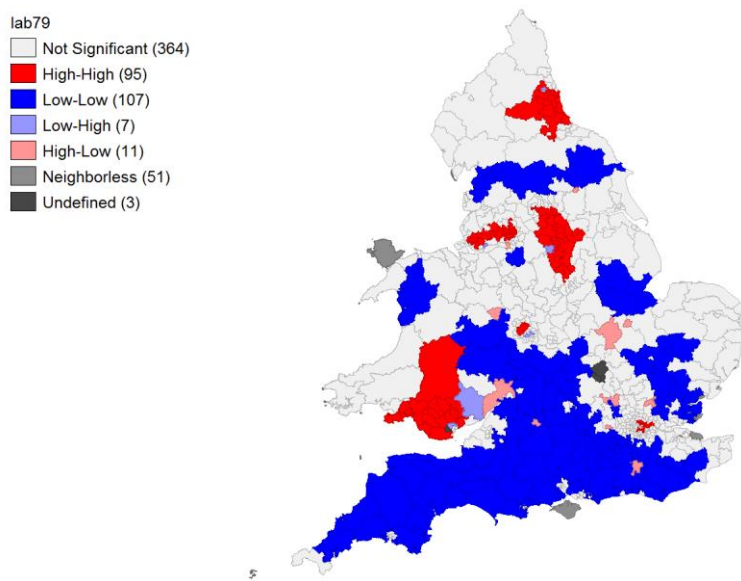 lab79
Not Significant (364)
High-High (95)
Low-Low (107)
Low-High (7)
High-Low (11)
Neighborless (51)
Undefined (3)